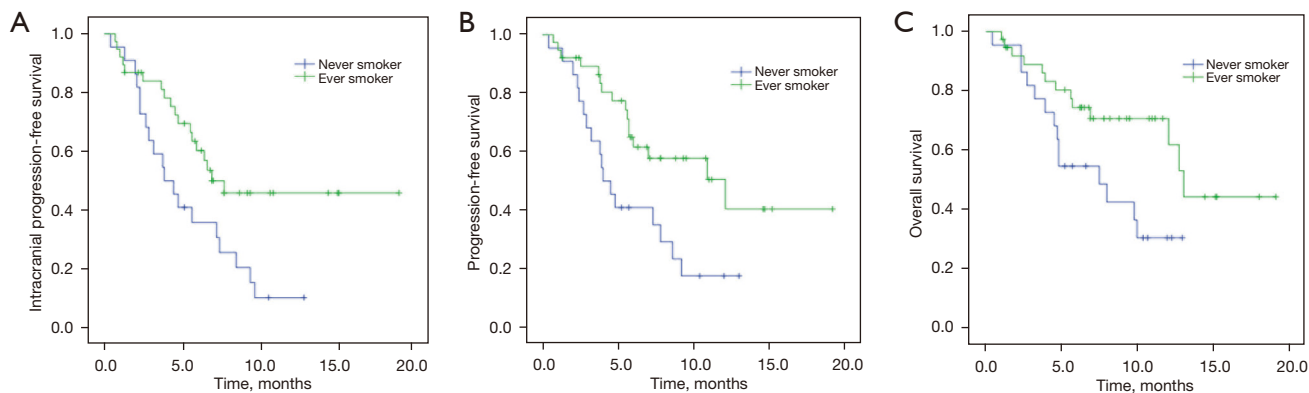 A
Intracranial progression-free survival
1.0
0.8
0.6
0.4
0.2
0.0
Never smoker
Ever smoker
0.0 5.0 10.0 15.0 20.0
Time, months
B
Progression-free survival
1.0
0.8
0.6
0.4
0.2
0.0
Never smoker
Ever smoker
0.0 5.0 10.0 15.0 20.0
Time, months
C
Overall survival
1.0
0.8
0.6
0.4
0.2
0.0
Never smoker
Ever smoker
0.0 5.0 10.0 15.0 20.0
Time, months